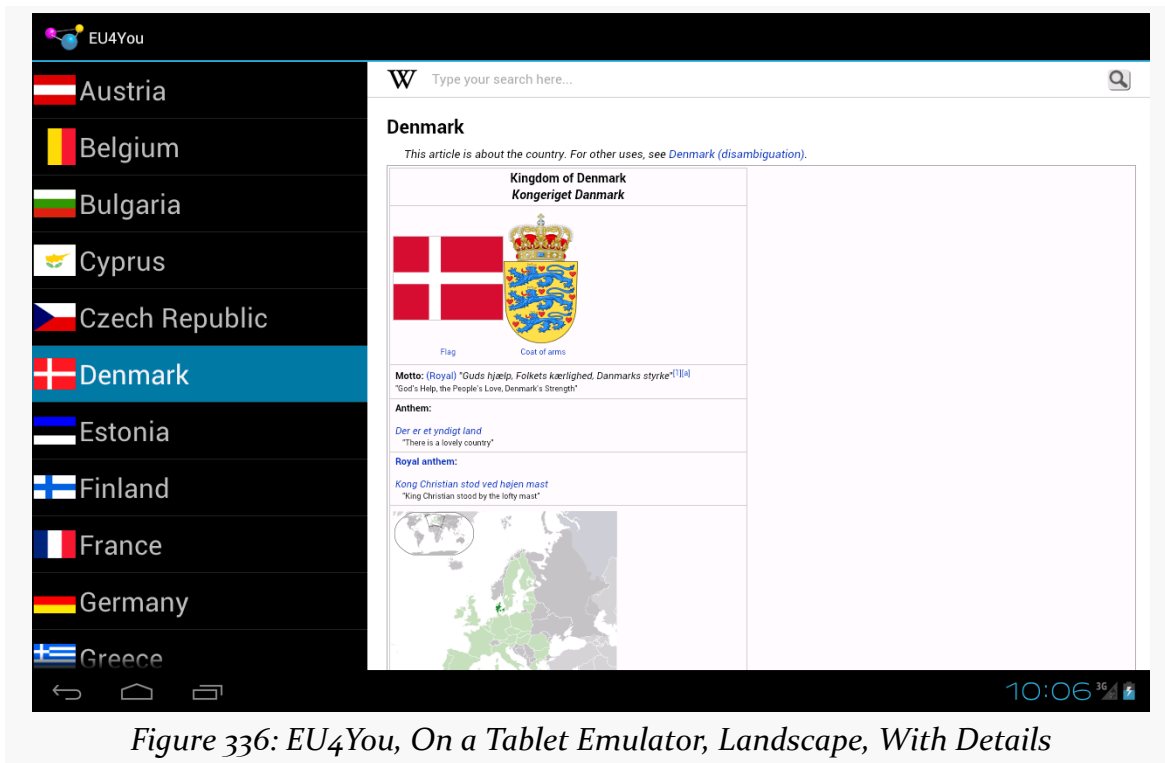 EU4You
Austria
Belgium
Bulgaria
Cyprus
Czech Republic
Denmark
Estonia
Finland
France
Germany
Greece
W Type your search here...
Denmark
This article is about the country. For other uses, see Denmark (disambiguation).
Kingdom of Denmark
Kongeriget Danmark
Flag Coat of arms
Motto: (Royal) "Guds hjælp, Folkets kærlighed, Danmarks styrke"[1][a]
"God's Help, the People's Love, Denmark's Strength"
Anthem:
Der er et yndigt land
"There is a lovely country"
Royal anthem:
Kong Christian stod ved højen mast
"King Christian stood by the lofty mast"
10:06 3G
Figure 336: EU4You, On a Tablet Emulator, Landscape, With Details